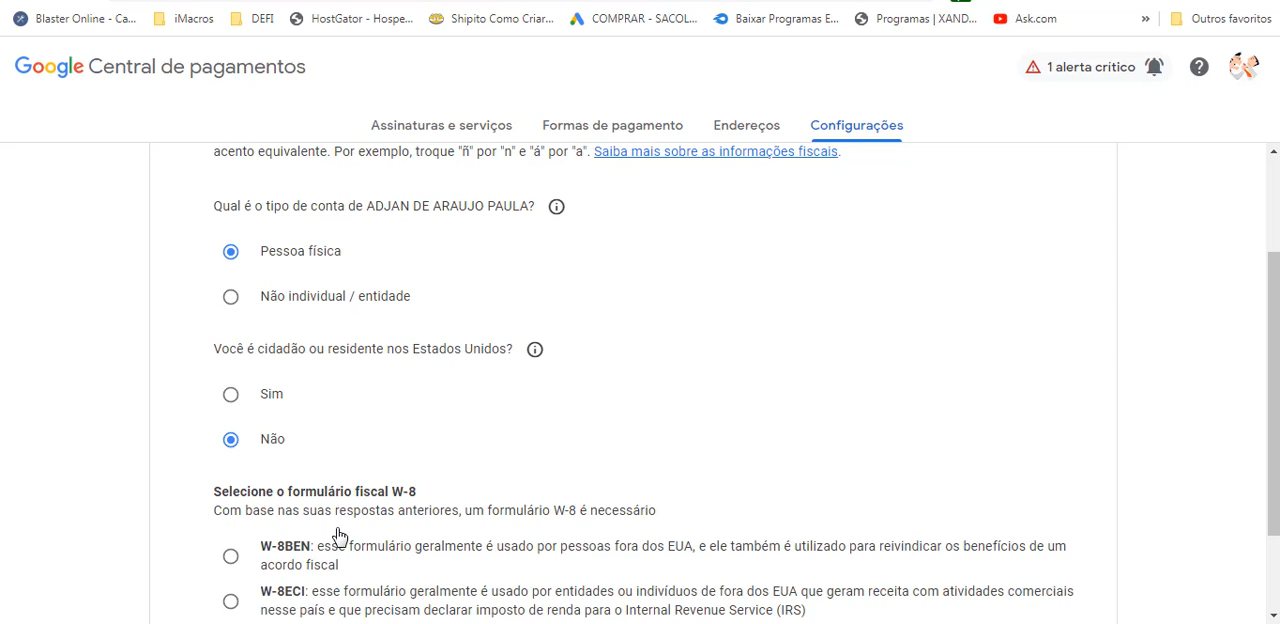 Blaster Online - Ca... iMacros DEFI HostGator - Hospe... Shipito Como Criar... COMPRAR - SACOL... Baixar Programas E... Programas | XAND... Ask.com » Outros favoritos
Google Central de pagamentos
1 alerta crítico
Assinaturas e serviços Formas de pagamento Endereços Configurações
acento equivalente. Por exemplo, troque "ñ" por "n" e "á" por "a". Saiba mais sobre as informações fiscais.
Qual é o tipo de conta de ADJAN DE ARAUJO PAULA?
Pessoa física
Não individual / entidade
Você é cidadão ou residente nos Estados Unidos?
Sim
Não
Selecione o formulário fiscal W-8
Com base nas suas respostas anteriores, um formulário W-8 é necessário
W-8BEN: esse formulário geralmente é usado por pessoas fora dos EUA, e ele também é utilizado para reivindicar os benefícios de um
acordo fiscal
W-8ECI: esse formulário geralmente é usado por entidades ou indivíduos de fora dos EUA que geram receita com atividades comerciais
nesse país e que precisam declarar imposto de renda para o Internal Revenue Service (IRS)